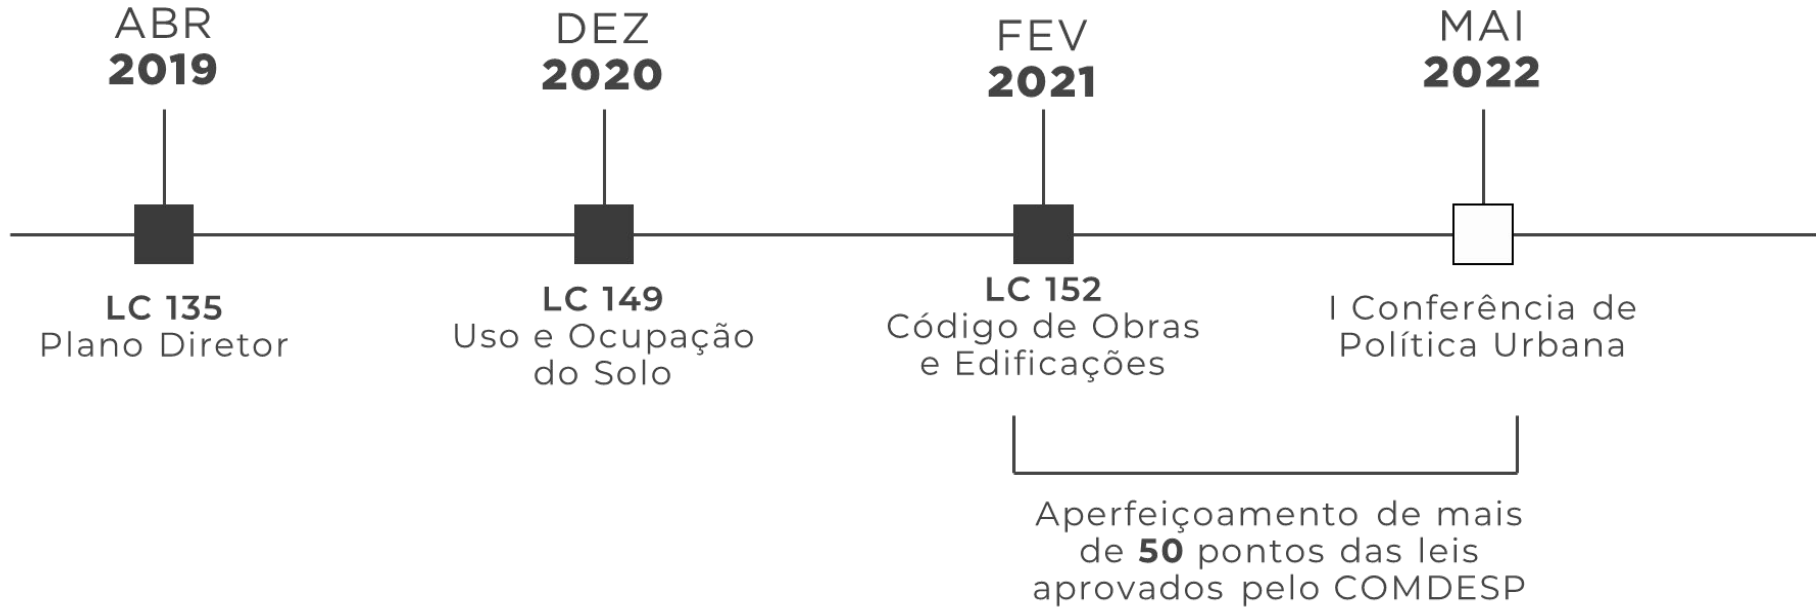 ABR
2019
DEZ
2020
FEV
2021
MAI
2022
LC 135
Plano Diretor
LC 149
Uso e Ocupação
do Solo
LC 152
Código de Obras
e Edificações
I Conferência de
Política Urbana
Aperfeiçoamento de mais
de 50 pontos das leis
aprovados pelo COMDESP